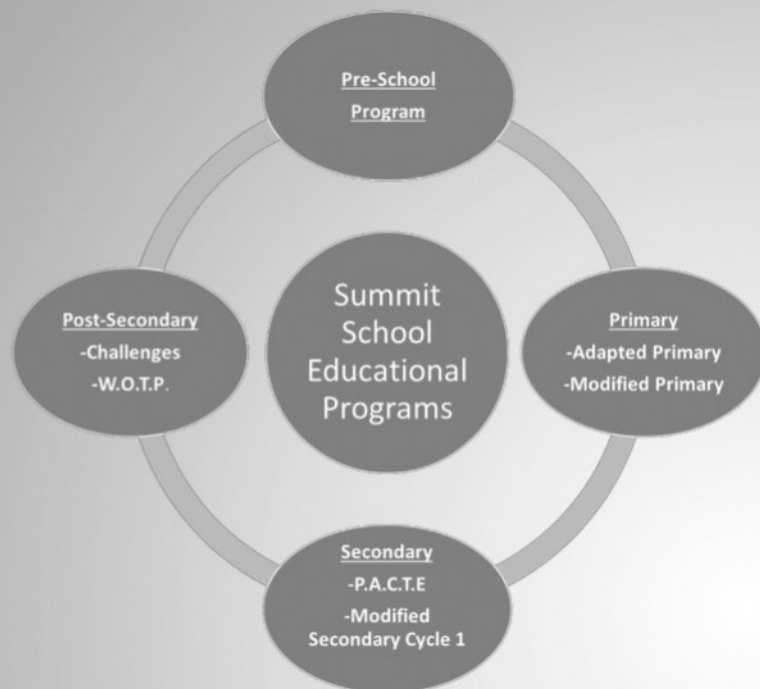 Pre-School
Program
Summit
School
Educational
Programs
Post-Secondary
-Challenges
-W.O.T.P.
Primary
-Adapted Primary
-Modified Primary
Secondary
-P.A.C.T.E
-Modified
Secondary Cycle 1